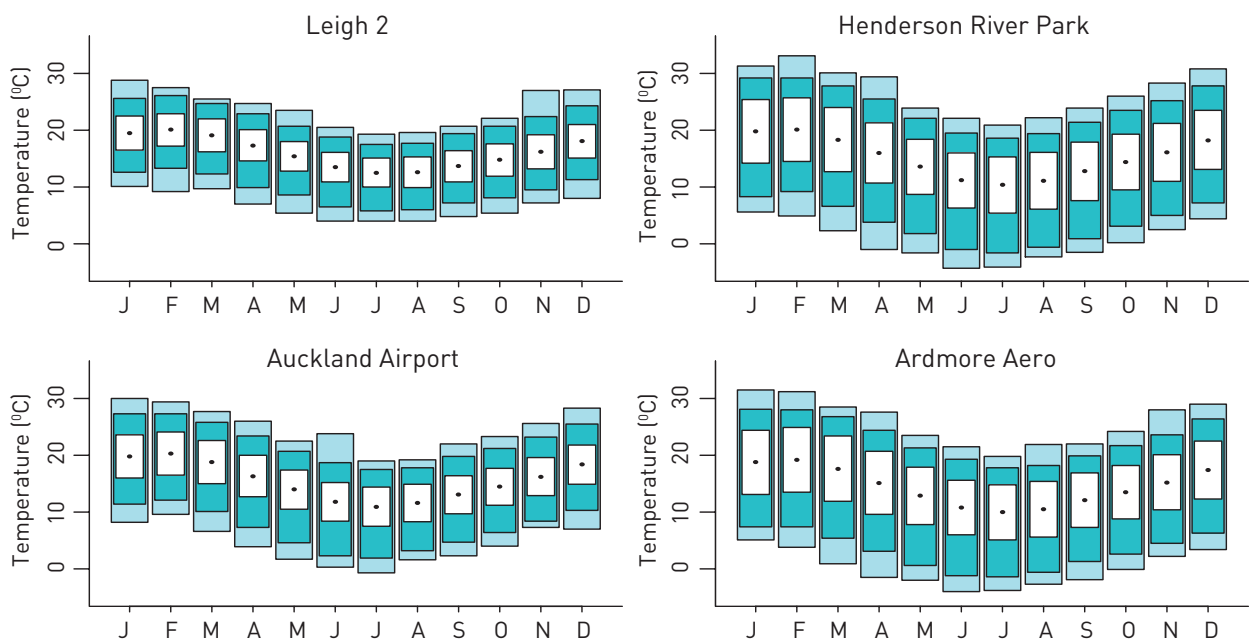 Leigh 2
Temperature (⁰C)
30
20
10
0
J F M A M J J A S O N D
Henderson River Park
Temperature (⁰C)
30
20
10
0
J F M A M J J A S O N D
Auckland Airport
Temperature (⁰C)
30
20
10
0
J F M A M J J A S O N D
Ardmore Aero
Temperature (⁰C)
30
20
10
0
J F M A M J J A S O N D